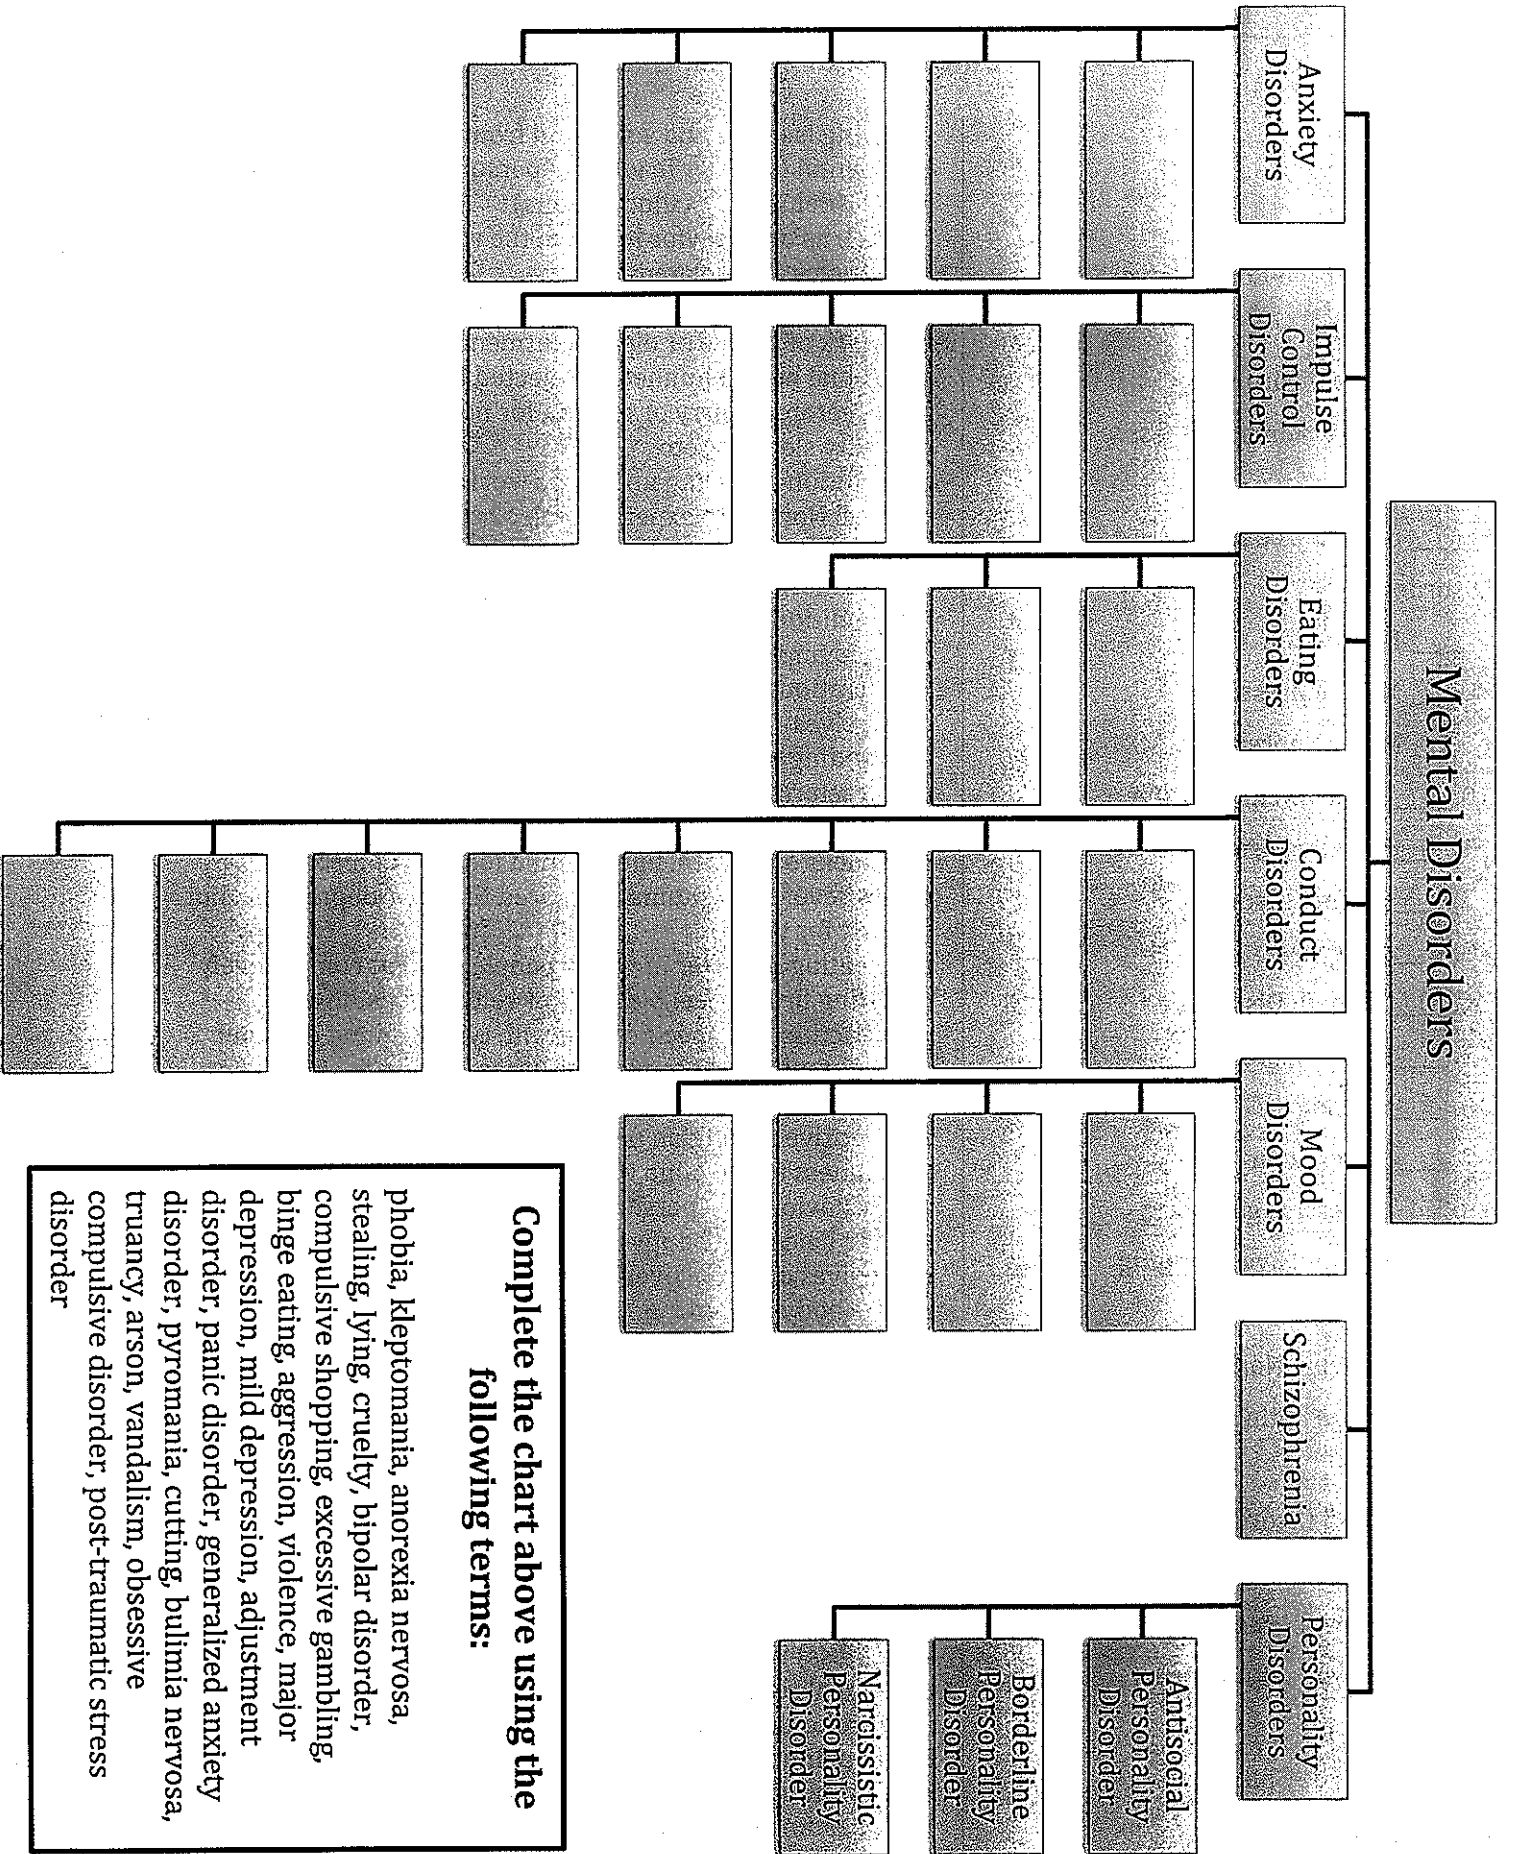 Mental Disorders
Anxiety
Disorders
Impulse
Control
Disorders
Eating
Disorders
Conduct
Disorders
Mood
Disorders
Schizophrenia
Personality
Disorders
Antisocial
Personality
Disorder
Borderline
Personality
Disorder
Narcissistic
Personality
Disorder
Complete the chart above using the
following terms:
phobia, kleptomania, anorexia nervosa,
stealing, lying, cruelty, bipolar disorder,
compulsive shopping, excessive gambling,
binge eating, aggression, violence, major
depression, mild depression, adjustment
disorder, panic disorder, generalized anxiety
disorder, pyromania, cutting, bulimia nervosa,
truancy, arson, vandalism, obsessive
compulsive disorder, post-traumatic stress
disorder